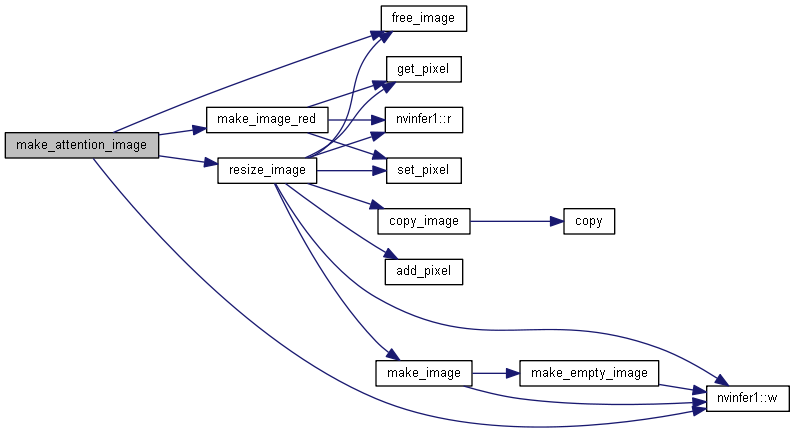 free_image
get_pixel
make_image_red
nvinfer1::r
make_attention_image
resize_image
set_pixel
copy_image
copy
add_pixel
make_image
make_empty_image
nvinfer1::w